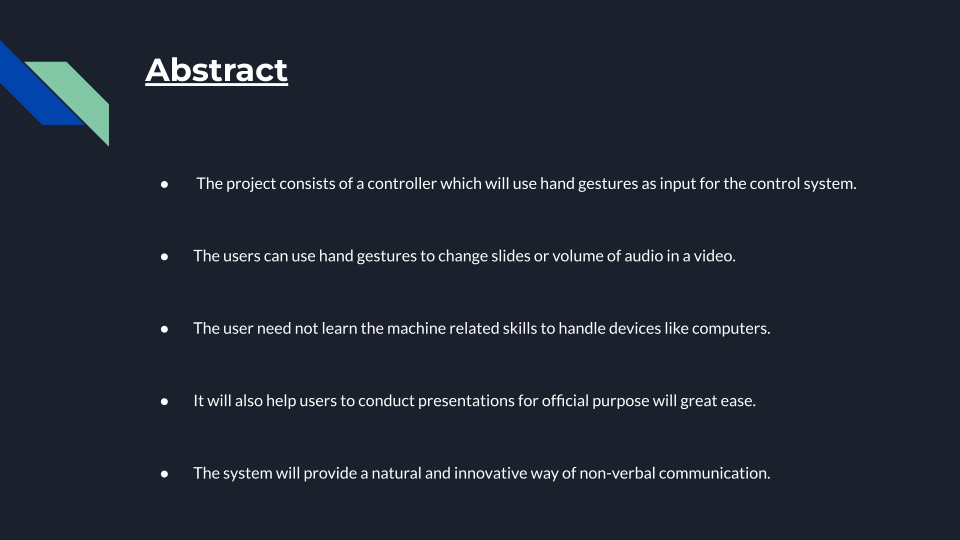 Abstract
● The project consists of a controller which will use hand gestures as input for the control system.
● The users can use hand gestures to change slides or volume of audio in a video.
● The user need not learn the machine related skills to handle devices like computers.
● It will also help users to conduct presentations for official purpose will great ease.
● The system will provide a natural and innovative way of non-verbal communication.